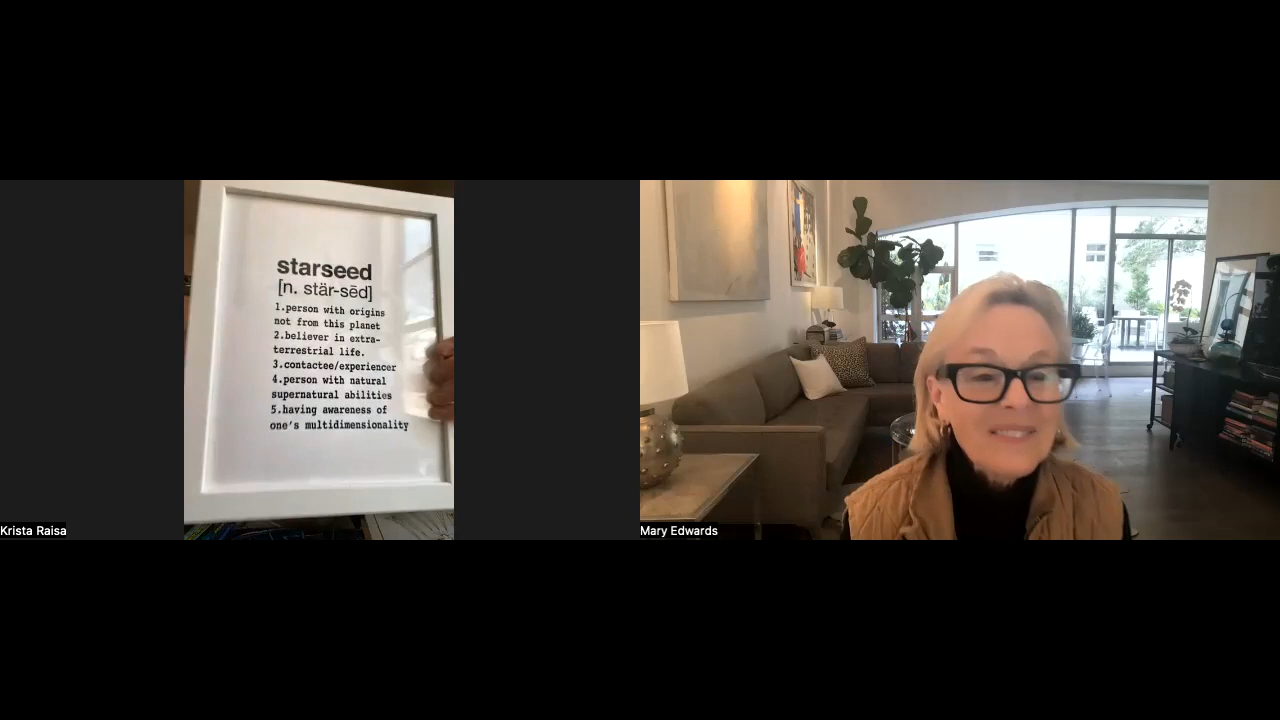 starseed
[n. stär-sēd]
1.person with origins
not from this planet
2.believer in extra-
terrestrial life.
3.contactee/experiencer
4.person with natural
supernatural abilities
5.having awareness of
one's multidimensionality
Krista Raisa
Mary Edwards